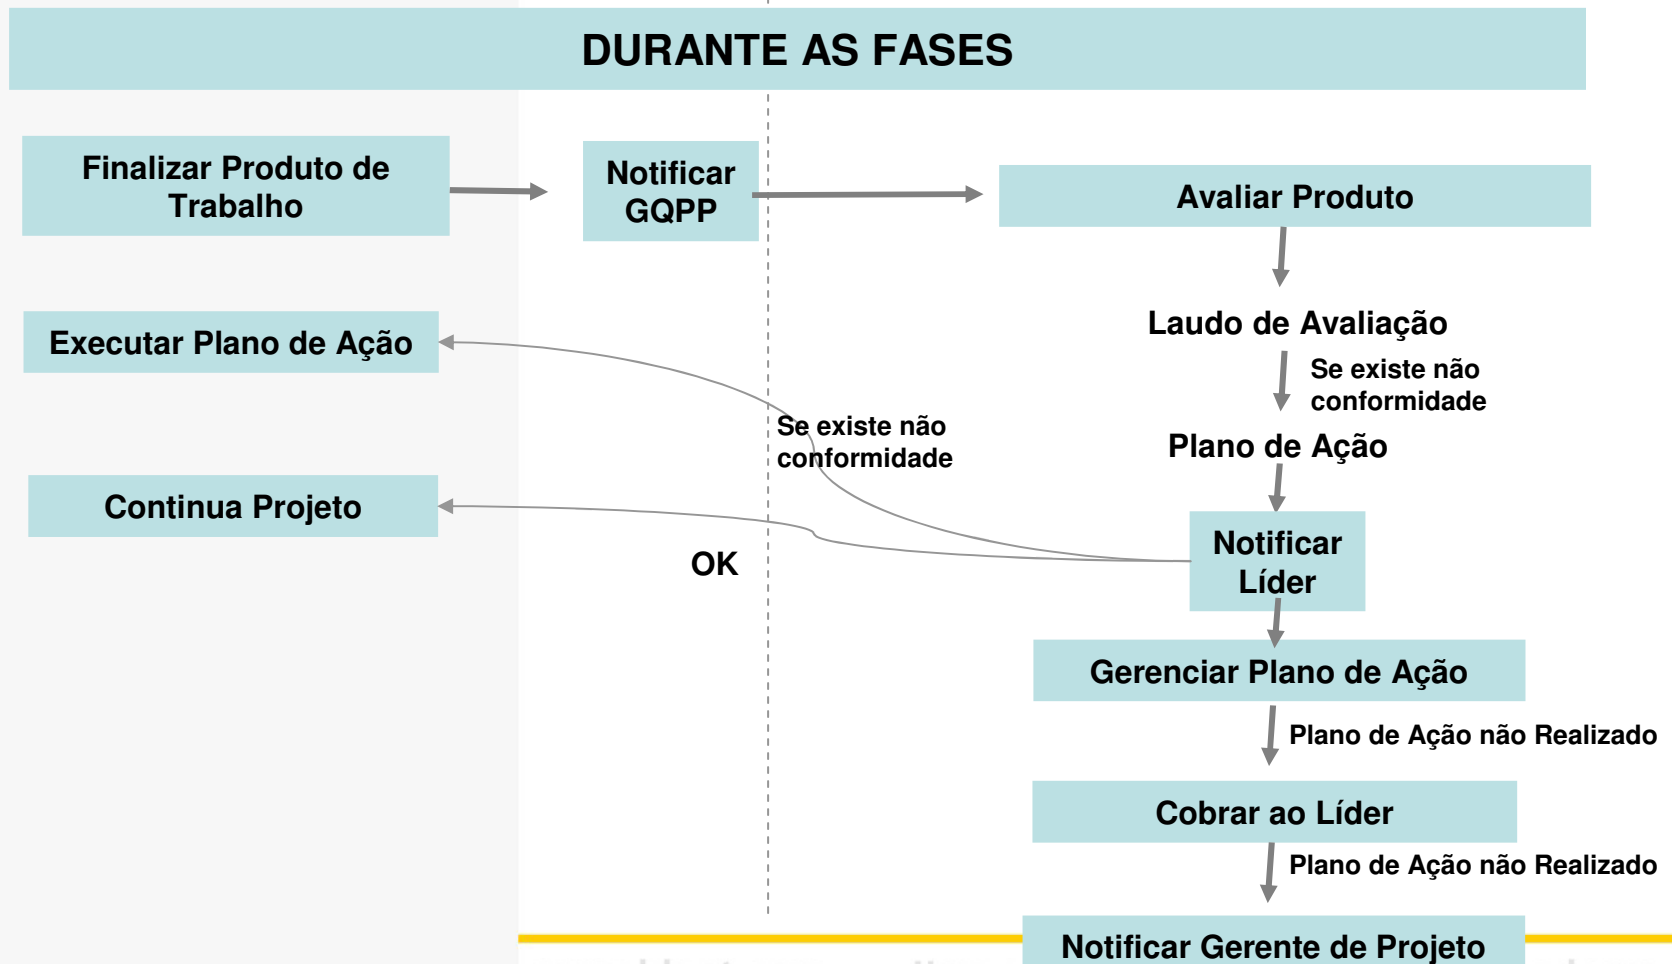 DURANTE AS FASES
Finalizar Produto de
Trabalho
Notificar
GQPP
Avaliar Produto
Laudo de Avaliação
Se existe não
conformidade
Executar Plano de Ação
Se existe não
conformidade
Plano de Ação
Continua Projeto
OK
Notificar
Líder
Gerenciar Plano de Ação
Plano de Ação não Realizado
Cobrar ao Líder
Plano de Ação não Realizado
Notificar Gerente de Projeto